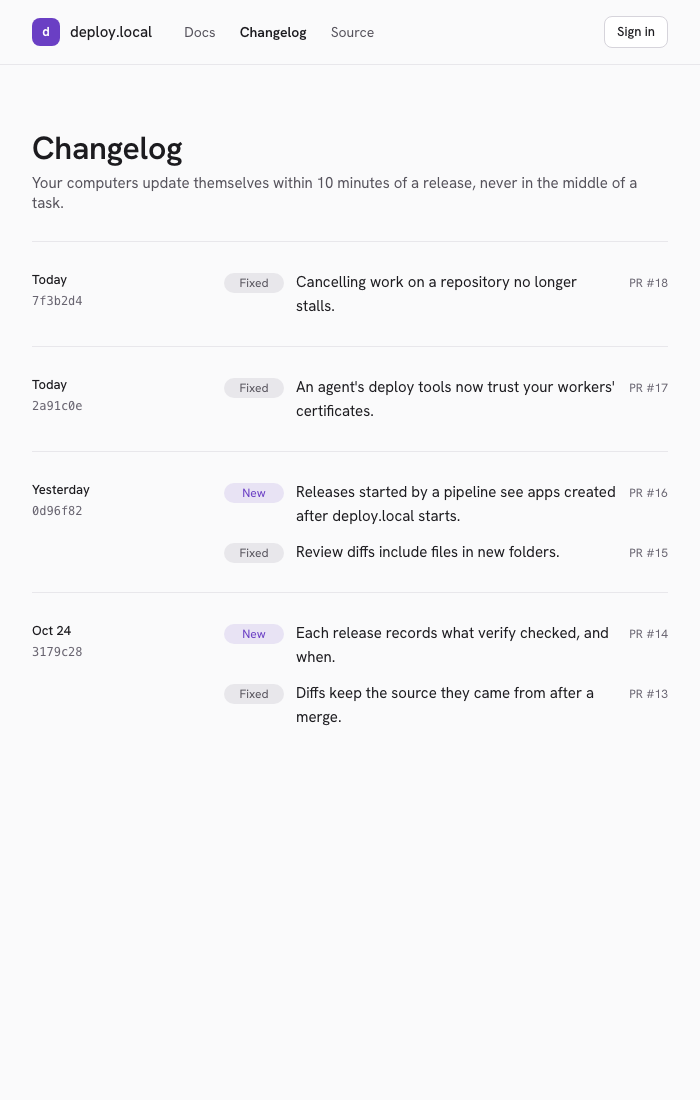 d deploy.local Docs Changelog Source Sign in
Changelog
Your computers update themselves within 10 minutes of a release, never in the middle of a
task.
Today Fixed Cancelling work on a repository no longer PR #18
7f3b2d4 stalls.
Today Fixed An agent's deploy tools now trust your workers' PR #17
2a91c0e certificates.
Yesterday New Releases started by a pipeline see apps created PR #16
0d96f82 after deploy.local starts.
Fixed Review diffs include files in new folders. PR #15
Oct 24 New Each release records what verify checked, and PR #14
3179c28 when.
Fixed Diffs keep the source they came from after a PR #13
merge.